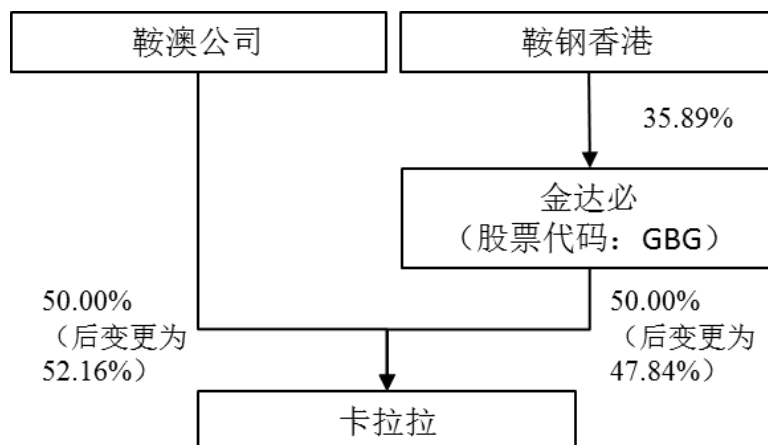 鞍澳公司
鞍钢香港
35.89%
金达必
（股票代码：GBG）
50.00%
（后变更为
52.16%）
50.00%
（后变更为
47.84%）
卡拉拉